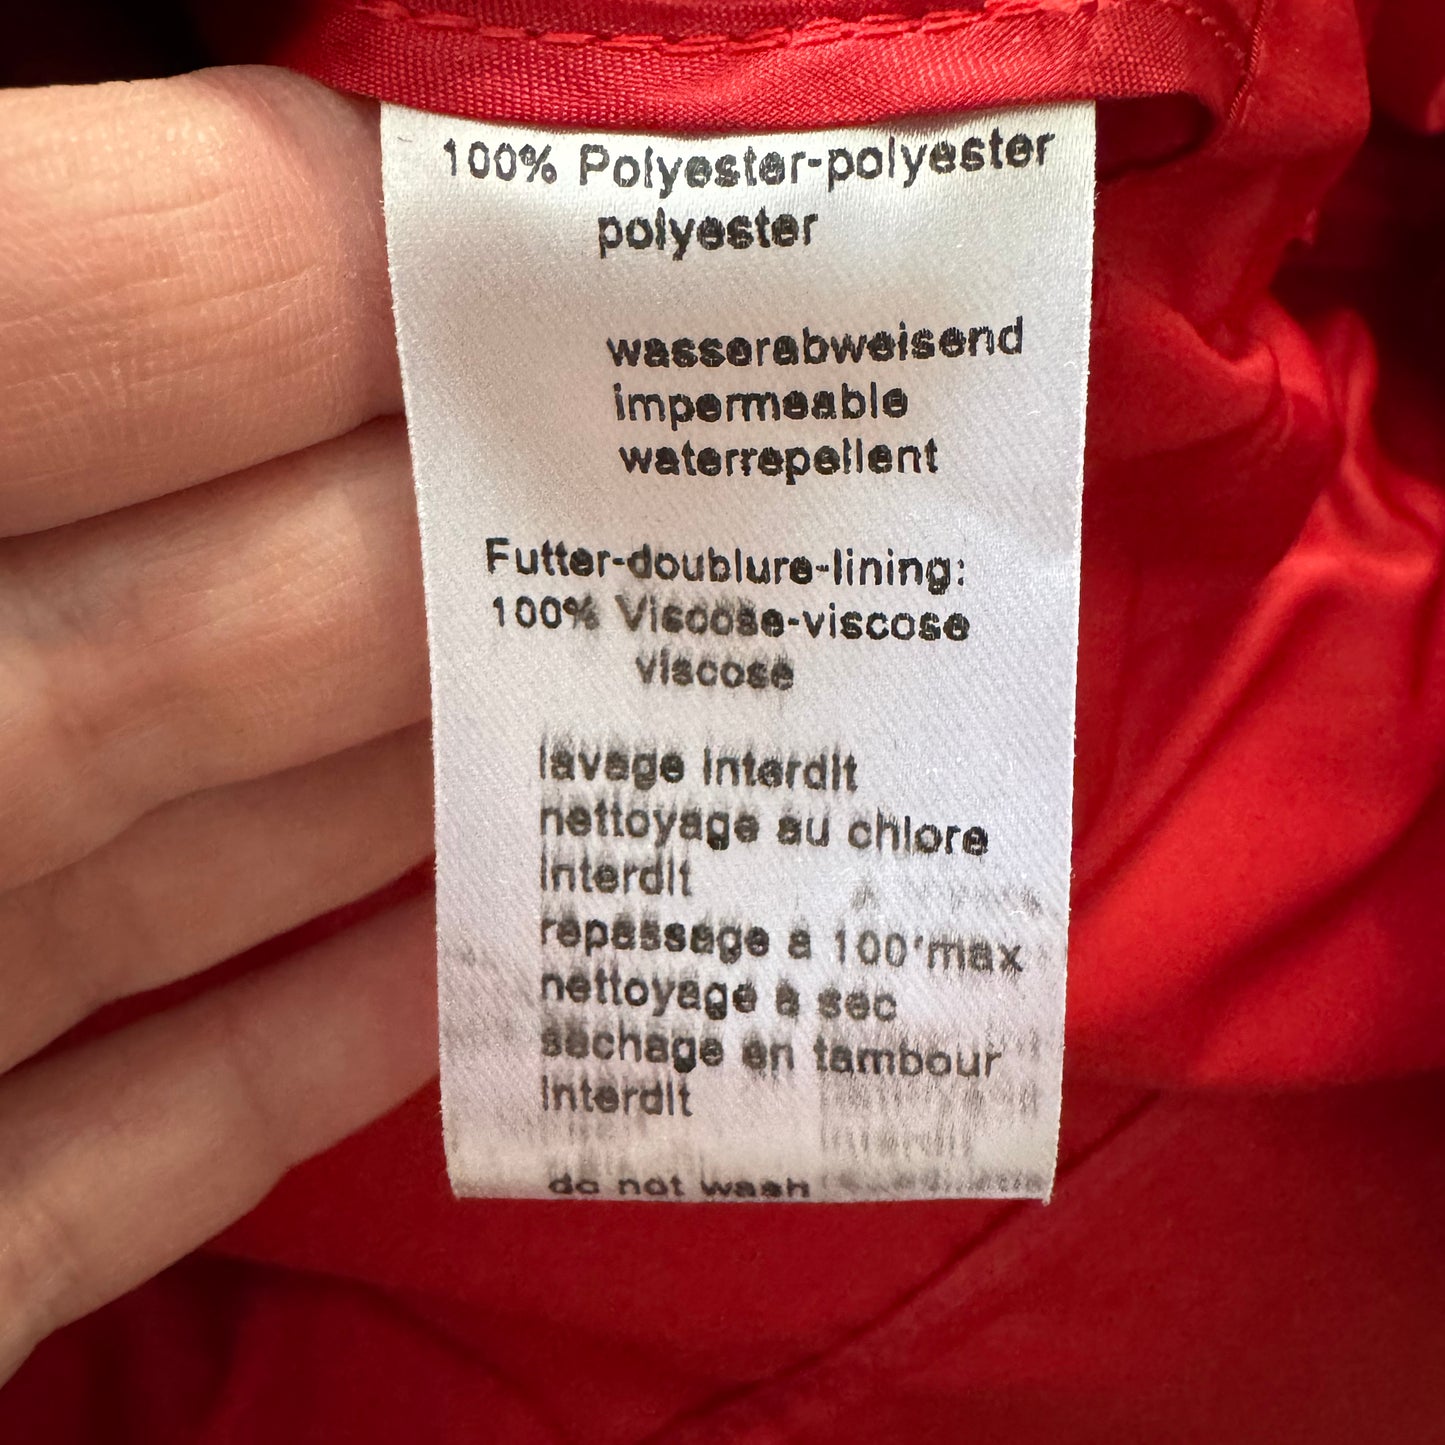 100% Polyester-polyester
polyester
wasserabweisend
impermeable
waterrepellent
Futter-doublure-lining:
100% Viscose-viscose
viscose
lavage interdit
nettoyage au chlore
interdit
repassage a 100'max
nettoyage a sec
sechage en tambour
interdit
do not wash